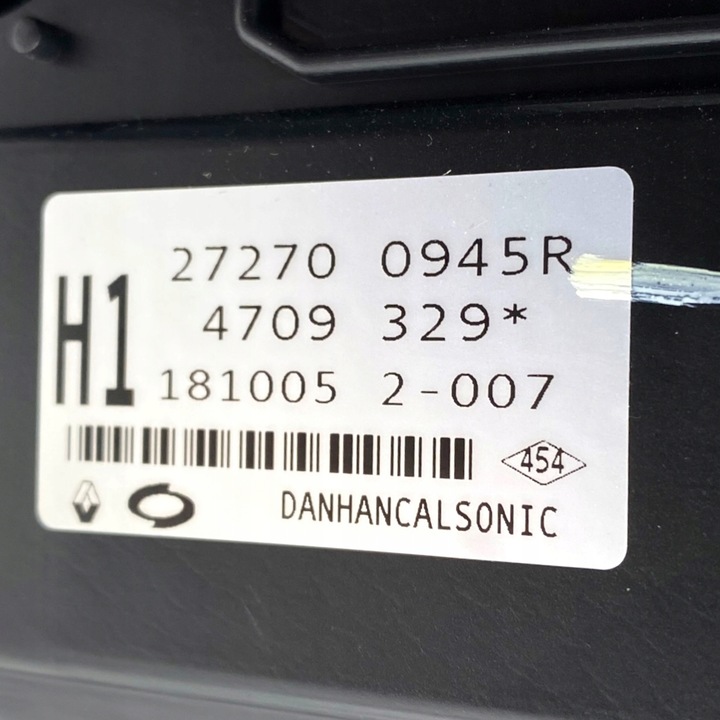 27270 0945R
H1
4709 329*
181005 2-007
454
DANHANCALSONIC